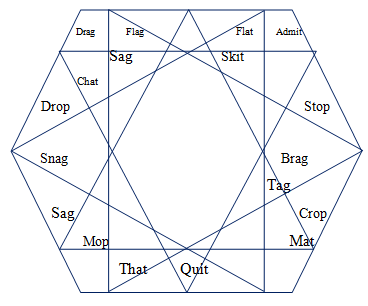 Drag Flag Flat Admit
Sag Skit
Chat
Drop Stop
Snag Brag
Tag
Sag Crop
Mop Mat
That Quit